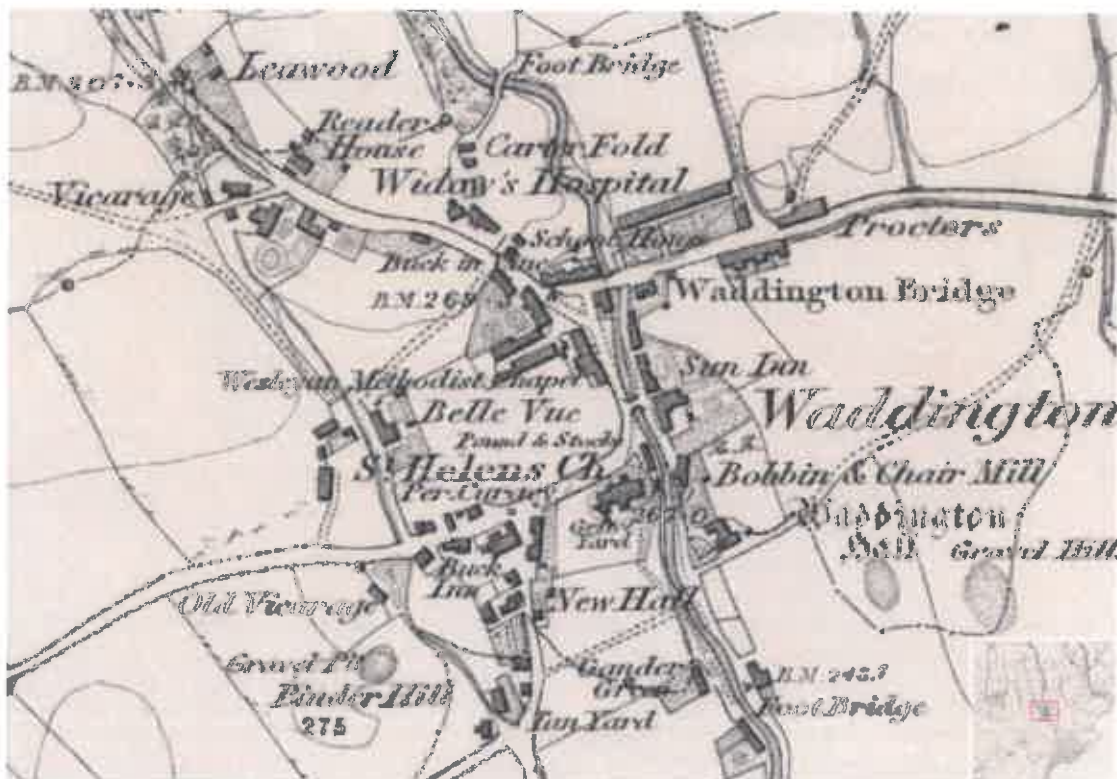 Leawood
Foot Bridge
B.M.
Reader
House
Carter Fold
Widow's Hospital
Vicarage
School House
Procters
Buck in
B.M. 269
Waddington Bridge
Sun Inn
Wesleyan Methodist Chapel
Waddington
Belle Vue
Pound & Stocks
St. Helens Ch.
Per. Curacy
Bobbin & Chair Mill
Waddington
Hall
Gravel Hill
Grave
Yard
Buck
Inn
Old Vicarage
New Hall
Gravel Pit
Pinder Hill
275
Gander
Green
B.M. 243.3
Foot Bridge
Tan Yard